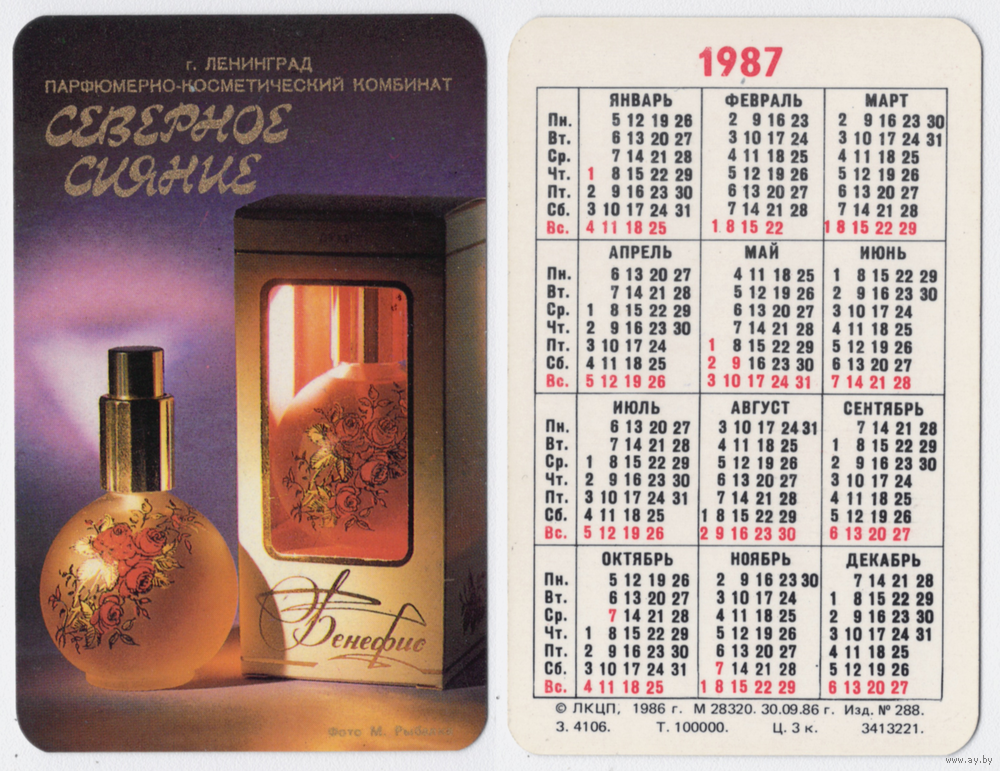 г. ЛЕНИНГРАД
ПАРФЮМЕРНО-КОСМЕТИЧЕСКИЙ КОМБИНАТ
СЕВЕРНОЕ
СИЯНИЕ
Бенефис
Фото М.
1987
ЯНВАРЬ ФЕВРАЛЬ МАРТ
Пн. 5 12 19 26 2 9 16 23 2 9 16 23 30
Вт. 6 13 20 27 3 10 17 24 3 10 17 24 31
Ср. 7 14 21 28 4 11 18 25 4 11 18 25
Чт. 1 8 15 22 29 5 12 19 26 5 12 19 26
Пт. 2 9 16 23 30 6 13 20 27 6 13 20 27
Сб. 3 10 17 24 31 7 14 21 28 7 14 21 28
Вс. 4 11 18 25 1 8 15 22 1 8 15 22 29
АПРЕЛЬ МАЙ ИЮНЬ
Пн. 6 13 20 27 4 11 18 25 1 8 15 22 29
Вт. 7 14 21 28 5 12 19 26 2 9 16 23 30
Ср. 1 8 15 22 29 6 13 20 27 3 10 17 24
Чт. 2 9 16 23 30 7 14 21 28 4 11 18 25
Пт. 3 10 17 24 1 8 15 22 29 5 12 19 26
Сб. 4 11 18 25 2 9 16 23 30 6 13 20 27
Вс. 5 12 19 26 3 10 17 24 31 7 14 21 28
ИЮЛЬ АВГУСТ СЕНТЯБРЬ
Пн. 6 13 20 27 3 10 17 24 31 7 14 21 28
Вт. 7 14 21 28 4 11 18 25 1 8 15 22 29
Ср. 1 8 15 22 29 5 12 19 26 2 9 16 23 30
Чт. 2 9 16 23 30 6 13 20 27 3 10 17 24
Пт. 3 10 17 24 31 7 14 21 28 4 11 18 25
Сб. 4 11 18 25 1 8 15 22 29 5 12 19 26
Вс. 5 12 19 26 2 9 16 23 30 6 13 20 27
ОКТЯБРЬ НОЯБРЬ ДЕКАБРЬ
Пн. 5 12 19 26 2 9 16 23 30 7 14 21 28
Вт. 6 13 20 27 3 10 17 24 1 8 15 22 29
Ср. 7 14 21 28 4 11 18 25 2 9 16 23 30
Чт. 1 8 15 22 29 5 12 19 26 3 10 17 24 31
Пт. 2 9 16 23 30 6 13 20 27 4 11 18 25
Сб. 3 10 17 24 31 7 14 21 28 5 12 19 26
Вс. 4 11 18 25 1 8 15 22 29 6 13 20 27
© ЛКЦП, 1986 г. М 28320. 30.09.86 г. Изд. № 288.
З. 4106. Т. 100000. Ц. 3 к. 3413221.
www.ay.by